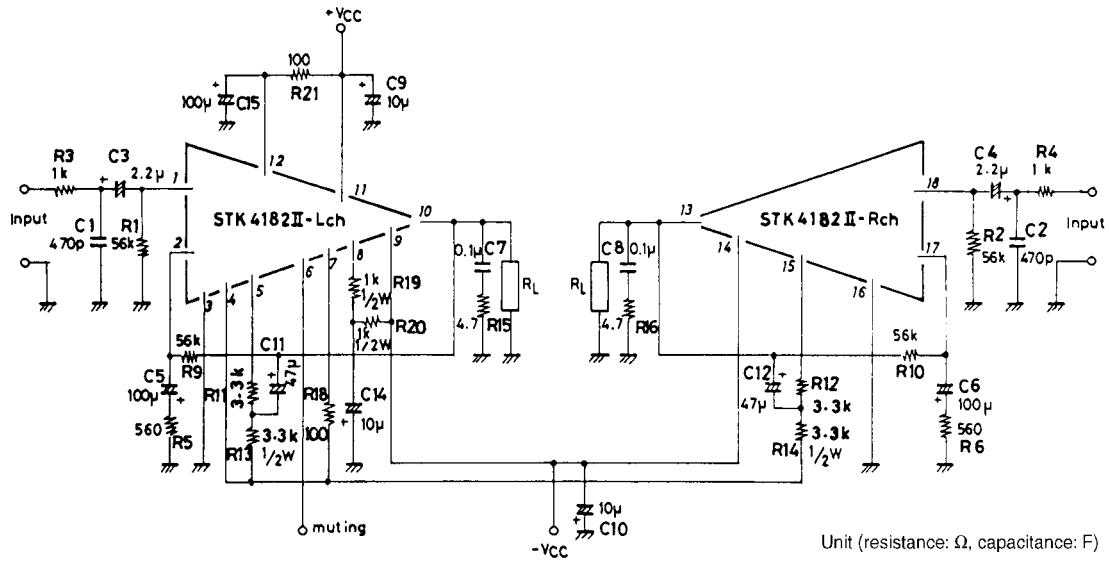 +VCC
100
R21
100µ
C15
C9
10µ
R3
1k
C3
2.2µ
1
12
11
STK4182II-Lch
10
Input
C1
470p
R1
56k
2
3
4
5
6
7
8
9
0.1µ
C7
RL
1k
1/2W
R19
R20
1k
1/2W
4.7
R15
56k
R9
C11
47µ
C5
100µ
R11
3.3k
R18
100
C14
10µ
560
R5
3.3k
R13
1/2W
muting
-VCC
10µ
C10
13
STK4182II-Rch
14
15
16
17
18
C4
2.2µ
R4
1k
Input
R2
56k
C2
470p
C8
0.1µ
RL
4.7
R16
56k
R10
C12
47µ
R12
3.3k
3.3k
R14
1/2W
C6
100µ
560
R6
Unit (resistance: Ω, capacitance: F)